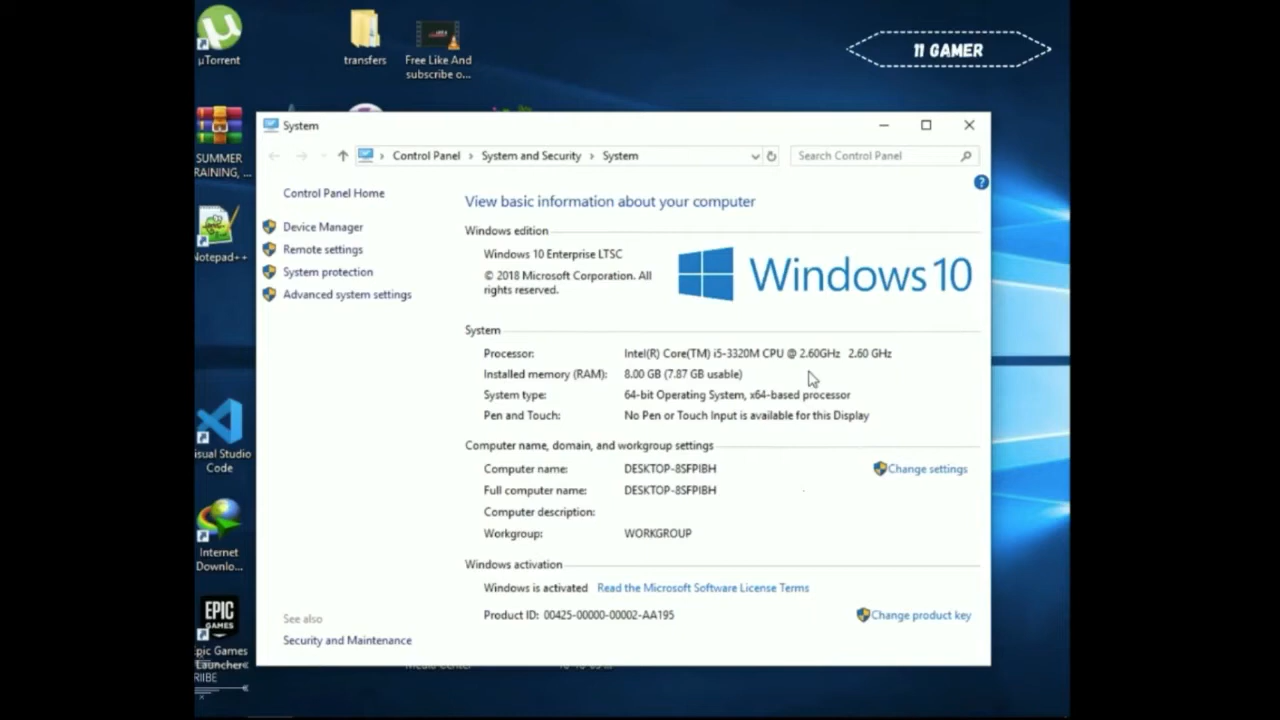 µTorrent
transfers
Free Like And
subscribe o...
11 GAMER
SUMMER
RAINING, ...
Notepad++
isual Studio
Code
Internet
Downlo...
EPIC
GAMES
pic Games
Launcher
RIIBE
System
Control Panel > System and Security > System
Search Control Panel
?
Control Panel Home
Device Manager
Remote settings
System protection
Advanced system settings
View basic information about your computer
Windows edition
Windows 10 Enterprise LTSC
© 2018 Microsoft Corporation. All
rights reserved.
Windows 10
System
Processor: Intel(R) Core(TM) i5-3320M CPU @ 2.60GHz 2.60 GHz
Installed memory (RAM): 8.00 GB (7.87 GB usable)
System type: 64-bit Operating System, x64-based processor
Pen and Touch: No Pen or Touch Input is available for this Display
Computer name, domain, and workgroup settings
Computer name: DESKTOP-8SFPIBH
Change settings
Full computer name: DESKTOP-8SFPIBH
Computer description:
Workgroup: WORKGROUP
Windows activation
Windows is activated Read the Microsoft Software License Terms
Product ID: 00425-00000-00002-AA195
Change product key
See also
Security and Maintenance